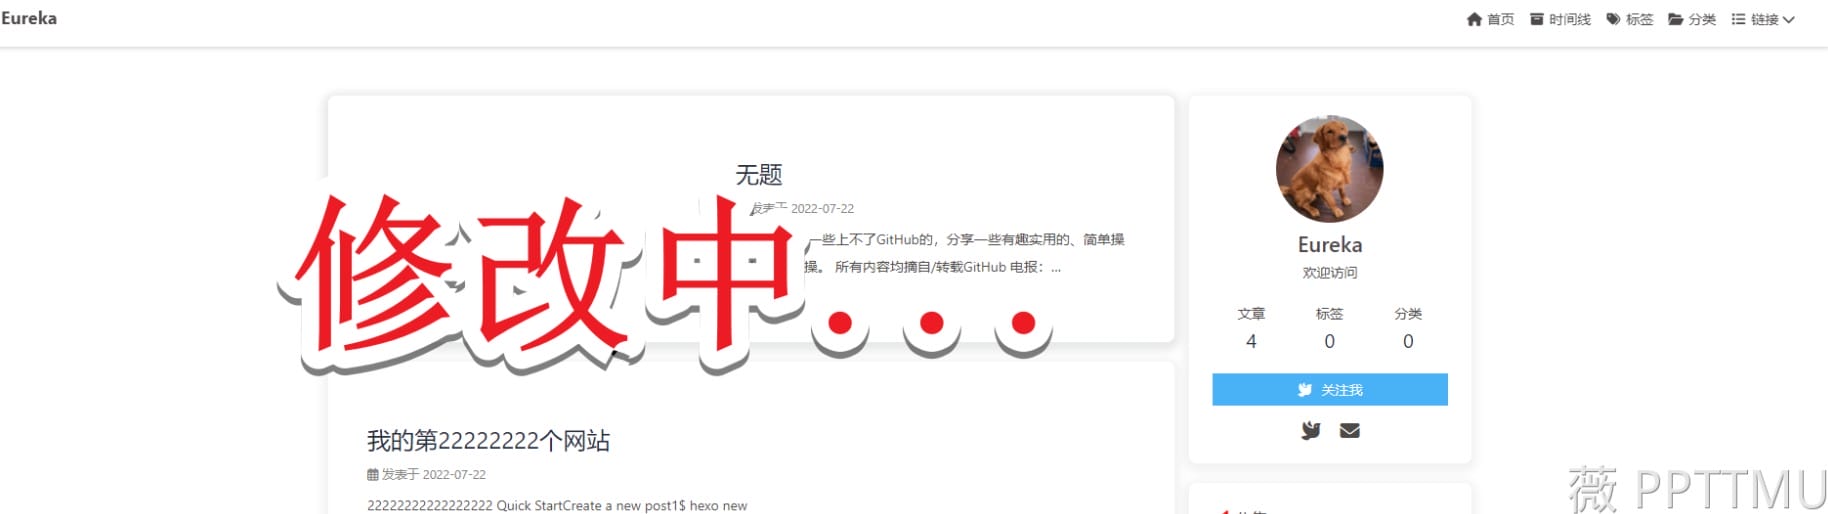 Eureka
首页 时间线 标签 分类 链接
无题
发表于 2022-07-22
一些上不了GitHub的，分享一些有趣实用的、简单操
操。 所有内容均摘自/转载GitHub 电报：...
修改中...
我的第22222222个网站
发表于 2022-07-22
222222222222222222 Quick StartCreate a new post1$ hexo new
Eureka
欢迎访问
文章 标签 分类
4 0 0
关注我
薇 PPTTMU